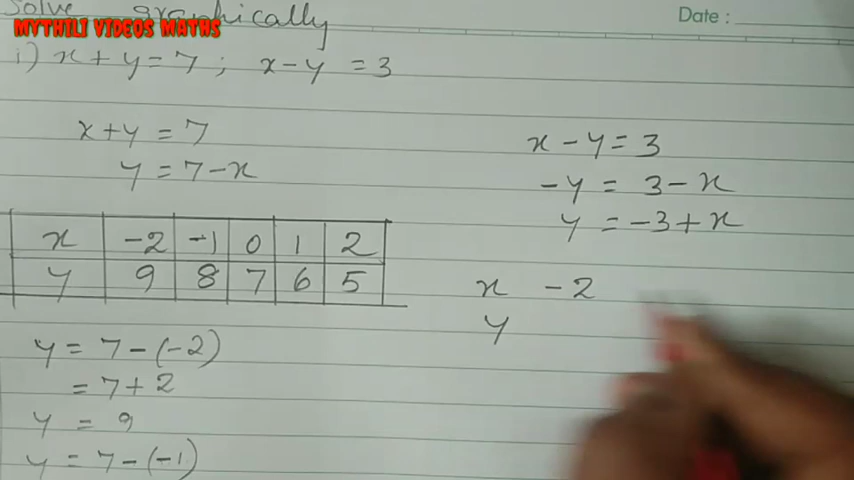 Solve graphically
MYTHILI VIDEOS MATHS
Date :
i) x + y = 7 ; x - y = 3
x + y = 7
y = 7 - x
x -2 -1 0 1 2
y 9 8 7 6 5
y = 7 - (-2)
= 7 + 2
y = 9
y = 7 - (-1)
x - y = 3
-y = 3 - x
y = -3 + x
x -2
y